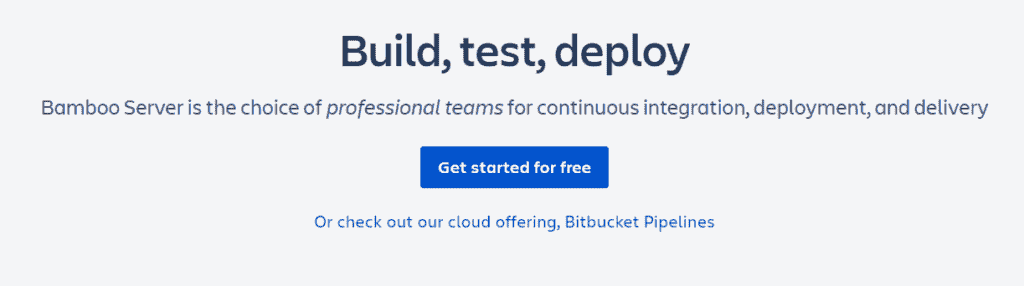 Build, test, deploy
Bamboo Server is the choice of professional teams for continuous integration, deployment, and delivery
Get started for free
Or check out our cloud offering, Bitbucket Pipelines